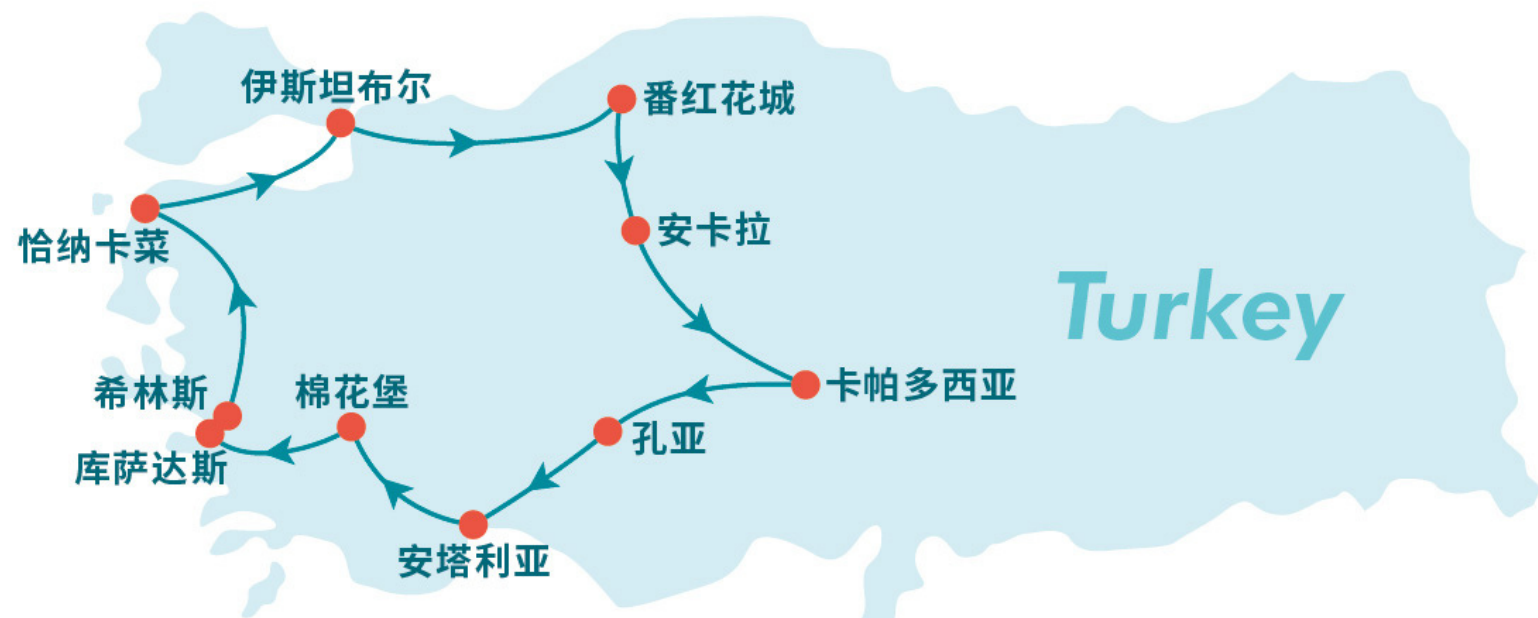 伊斯坦布尔
番红花城
恰纳卡菜
安卡拉
Turkey
希林斯
棉花堡
卡帕多西亚
库萨达斯
孔亚
安塔利亚